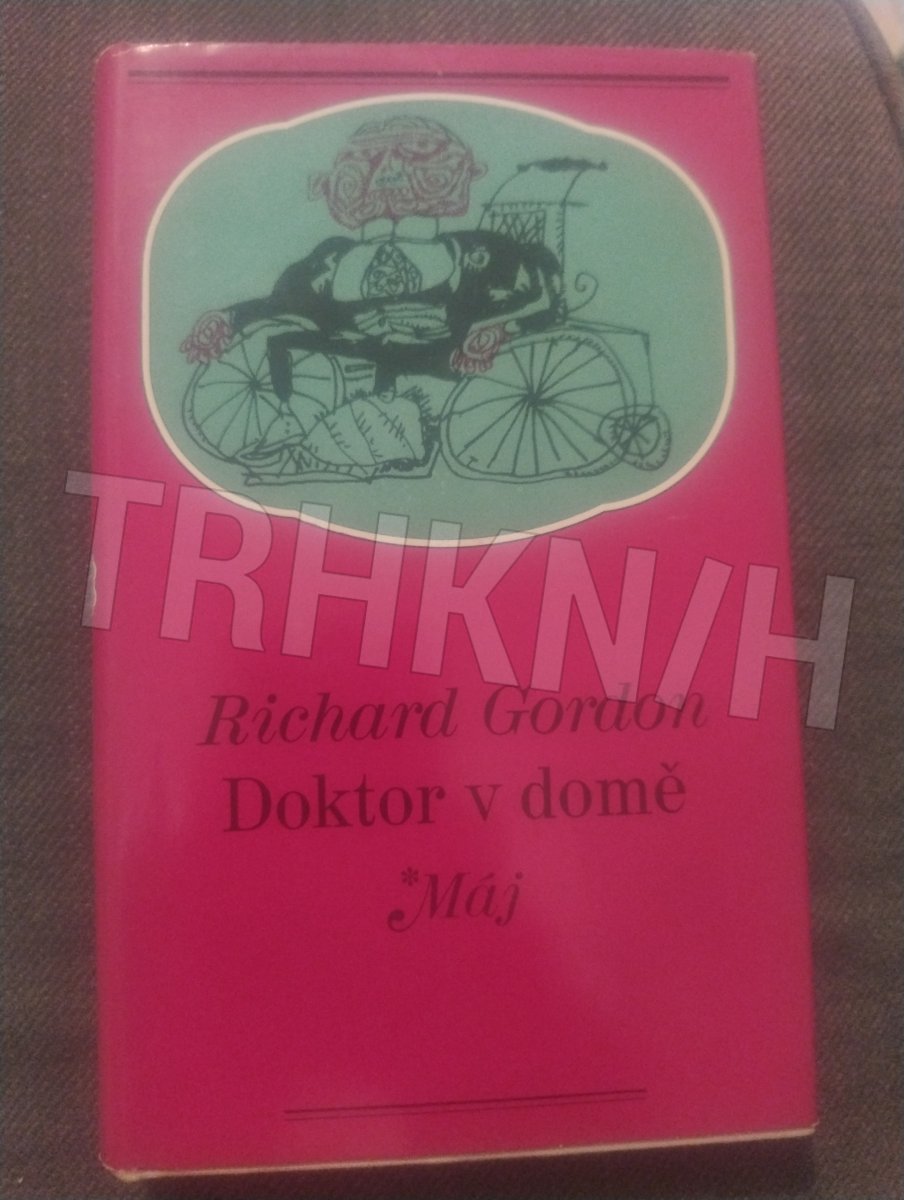 TRHKNIH
Richard Gordon
Doktor v domě
*Máj